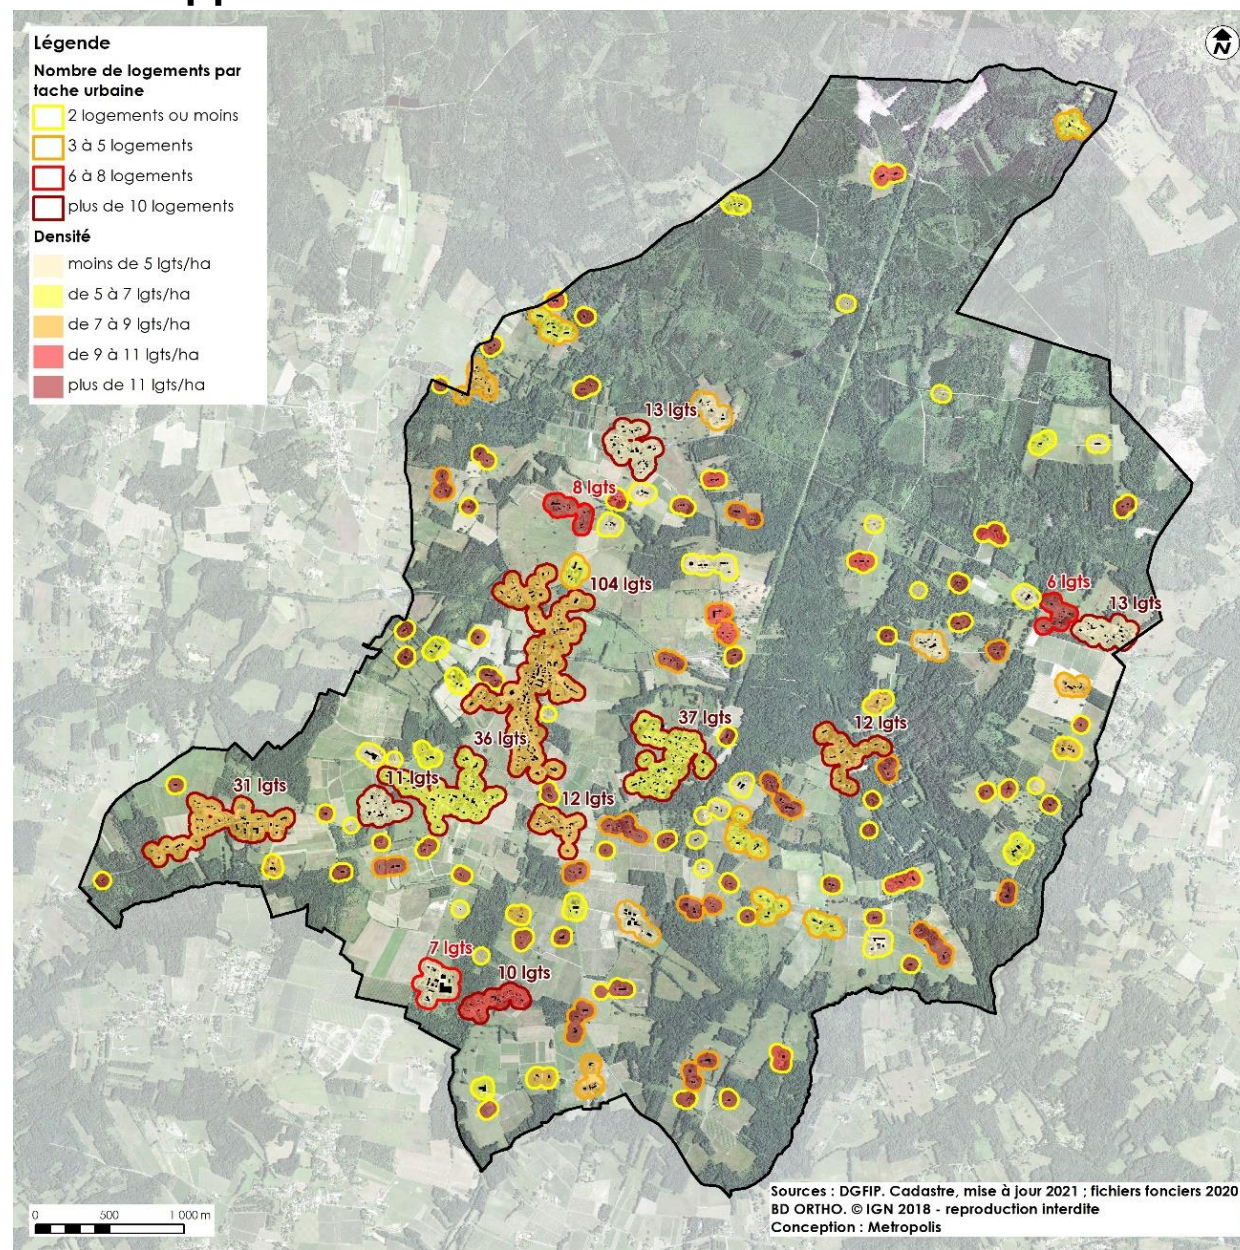 pp
Légende
Nombre de logements par
tache urbaine
2 logements ou moins
3 à 5 logements
6 à 8 logements
plus de 10 logements
Densité
moins de 5 lgts/ha
de 5 à 7 lgts/ha
de 7 à 9 lgts/ha
de 9 à 11 lgts/ha
plus de 11 lgts/ha
N
13 lgts
8 lgts
104 lgts
6 lgts
13 lgts
37 lgts
12 lgts
36 lgts
11 lgts
31 lgts
12 lgts
7 lgts
10 lgts
0 500 1 000 m
Sources : DGFIP. Cadastre, mise à jour 2021 ; fichiers fonciers 2020
BD ORTHO. © IGN 2018 - reproduction interdite
Conception : Metropolis